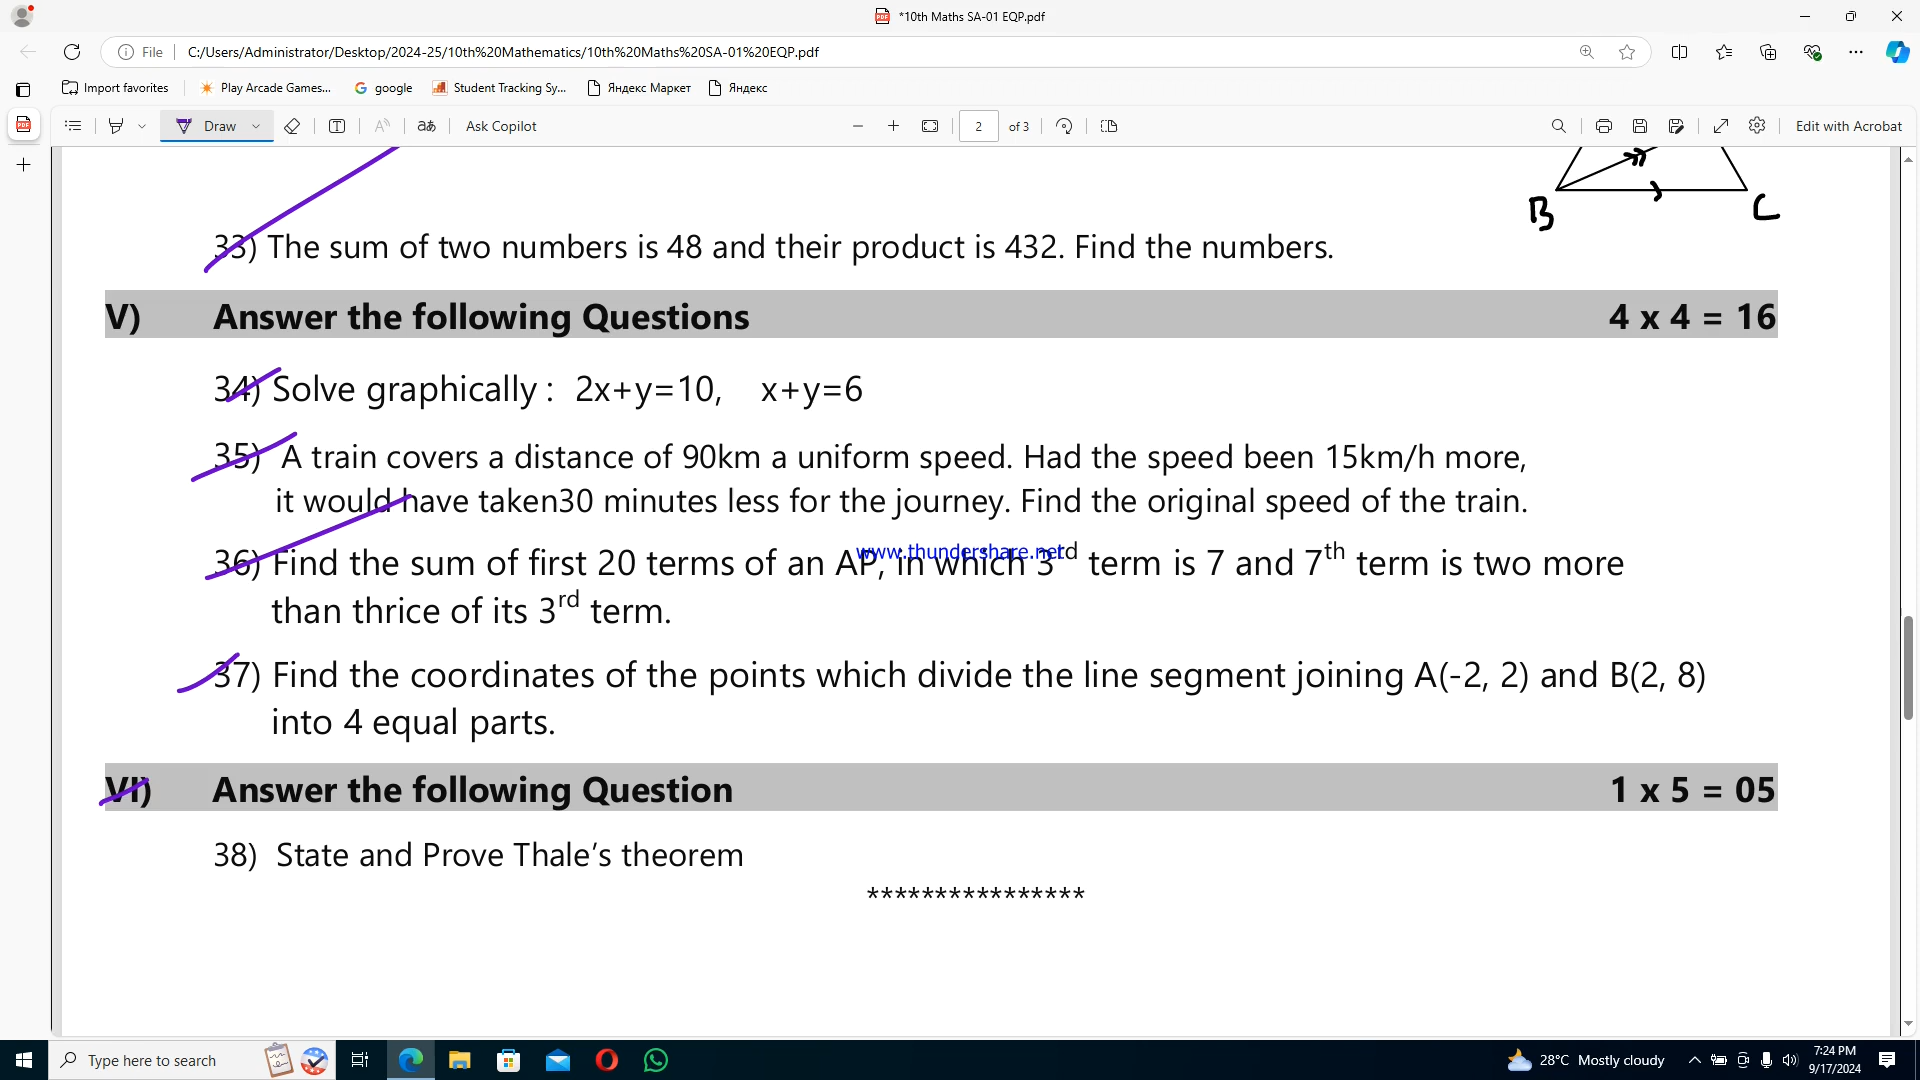 *10th Maths SA-01 EQP.pdf
File
C:/Users/Administrator/Desktop/2024-25/10th%20Mathematics/10th%20Maths%20SA-01%20EQP.pdf
Import favorites
Play Arcade Games...
google
Student Tracking Sy...
Яндекс Маркет
Яндекс
Draw
Ask Copilot
2
of 3
Edit with Acrobat
B C
33) The sum of two numbers is 48 and their product is 432. Find the numbers.
V) Answer the following Questions 4 x 4 = 16
34) Solve graphically : 2x+y=10, x+y=6
35) A train covers a distance of 90km a uniform speed. Had the speed been 15km/h more,
it would have taken30 minutes less for the journey. Find the original speed of the train.
www.thundershare.net
36) Find the sum of first 20 terms of an AP, in which 3rd term is 7 and 7th term is two more
than thrice of its 3rd term.
37) Find the coordinates of the points which divide the line segment joining A(-2, 2) and B(2, 8)
into 4 equal parts.
VI) Answer the following Question 1 x 5 = 05
38) State and Prove Thale’s theorem
****************
Type here to search
28°C Mostly cloudy
7:24 PM
9/17/2024